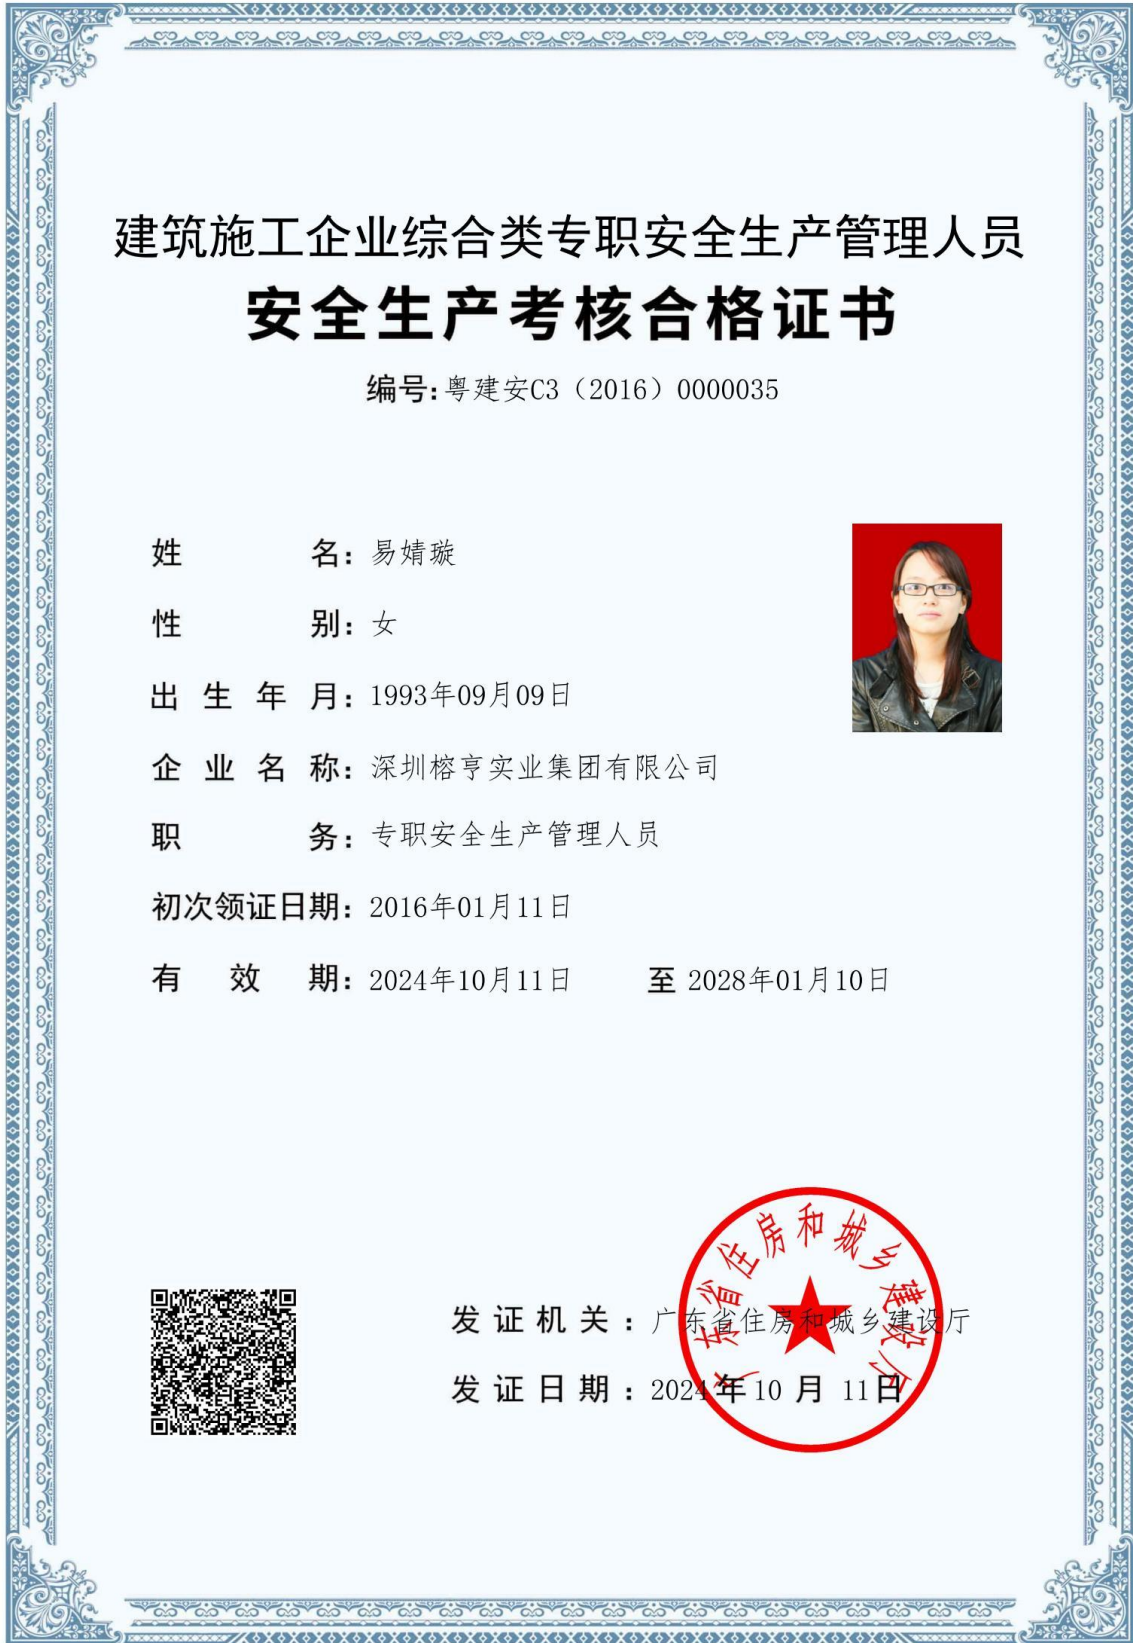 建筑施工企业综合类专职安全生产管理人员
安全生产考核合格证书
编号:粤建安C3（2016）0000035
姓名：易婧璇
性别：女
出生年月：1993年09月09日
企业名称：深圳榕亨实业集团有限公司
职务：专职安全生产管理人员
初次领证日期：2016年01月11日
有效期：2024年10月11日 至 2028年01月10日
广东省住房和城乡建设厅
发证机关：广东省住房和城乡建设厅
发证日期：2024年10月11日